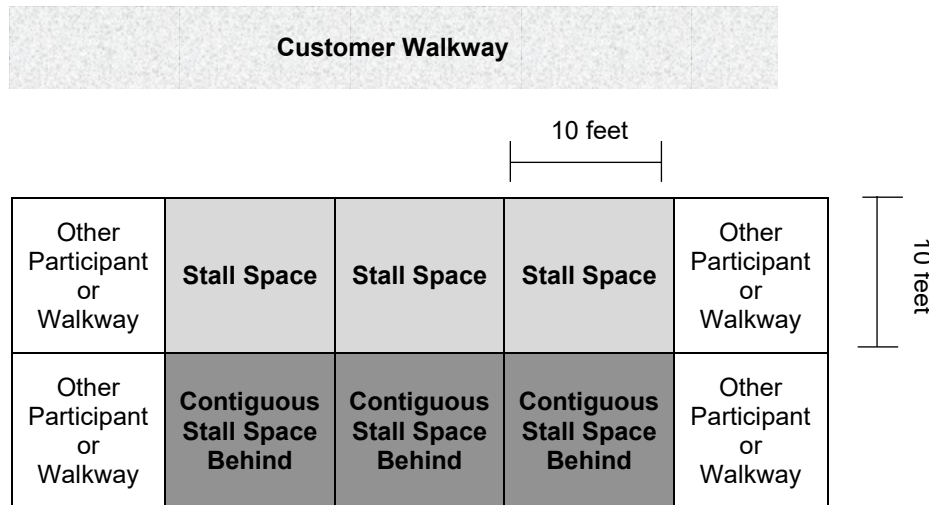 Customer Walkway
10 feet
Other
Participant
or
Walkway
Stall Space
Stall Space
Stall Space
Other
Participant
or
Walkway
10 feet
Other
Participant
or
Walkway
Contiguous
Stall Space
Behind
Contiguous
Stall Space
Behind
Contiguous
Stall Space
Behind
Other
Participant
or
Walkway